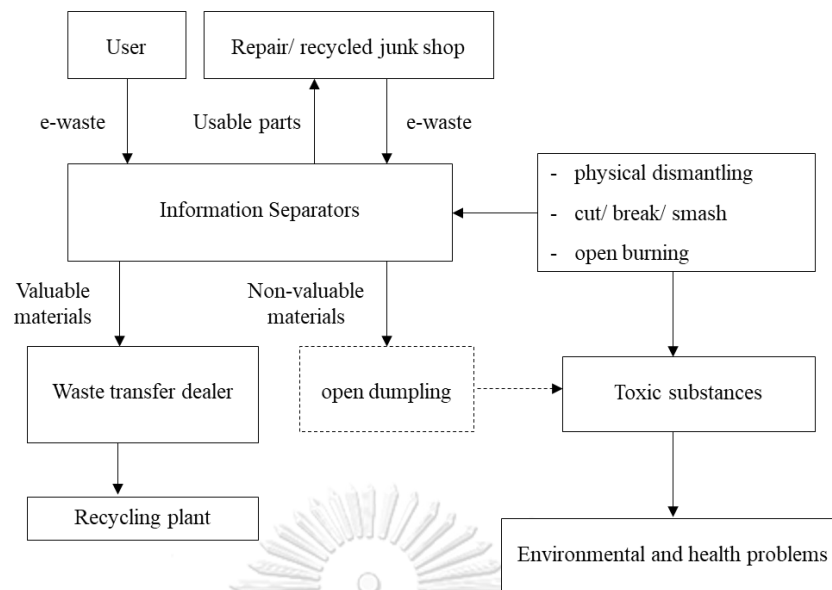 User
Repair/ recycled junk shop
e-waste
Usable parts
e-waste
- physical dismantling
- cut/ break/ smash
- open burning
Information Separators
Valuable
materials
Non-valuable
materials
Waste transfer dealer
open dumpling
Toxic substances
Recycling plant
Environmental and health problems